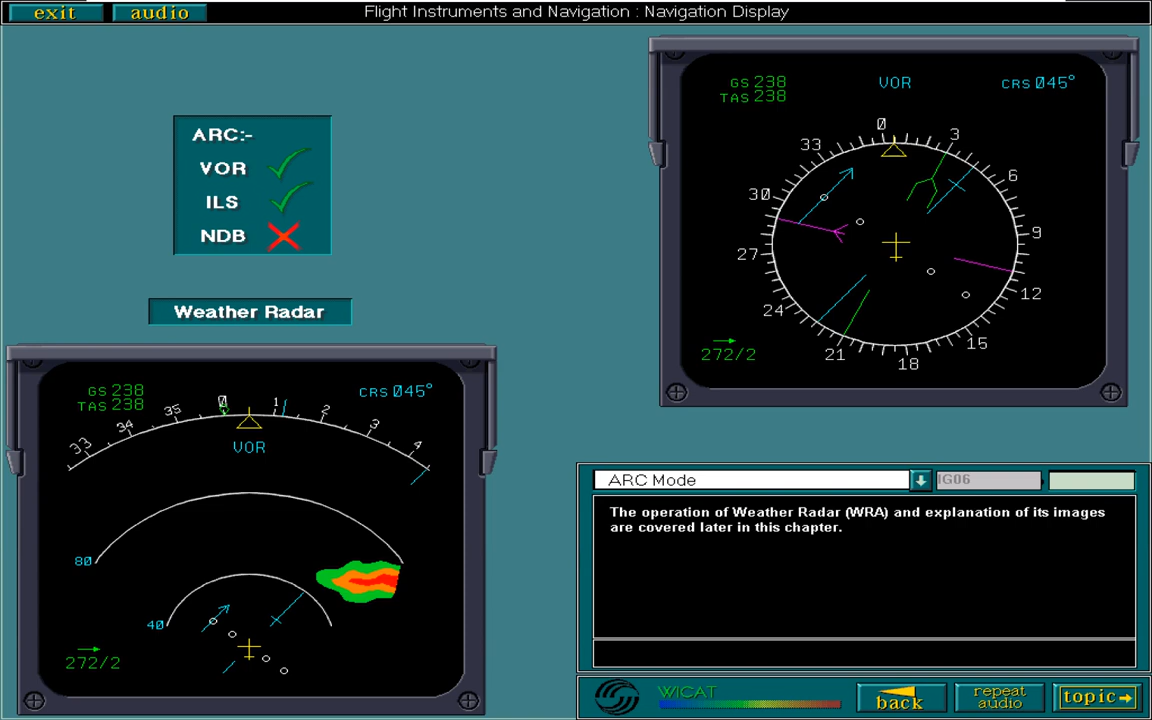 exit
audio
Flight Instruments and Navigation : Navigation Display
ARC:-
VOR
ILS
NDB
Weather Radar
GS 238
TAS 238
VOR
CRS 045°
0
3
6
9
12
15
18
21
24
27
30
33
272/2
GS 238
TAS 238
CRS 045°
33
34
35
0
1
2
3
4
VOR
80
40
272/2
ARC Mode
IG06
The operation of Weather Radar (WRA) and explanation of its images
are covered later in this chapter.
WICAT
back
repeat
audio
topic